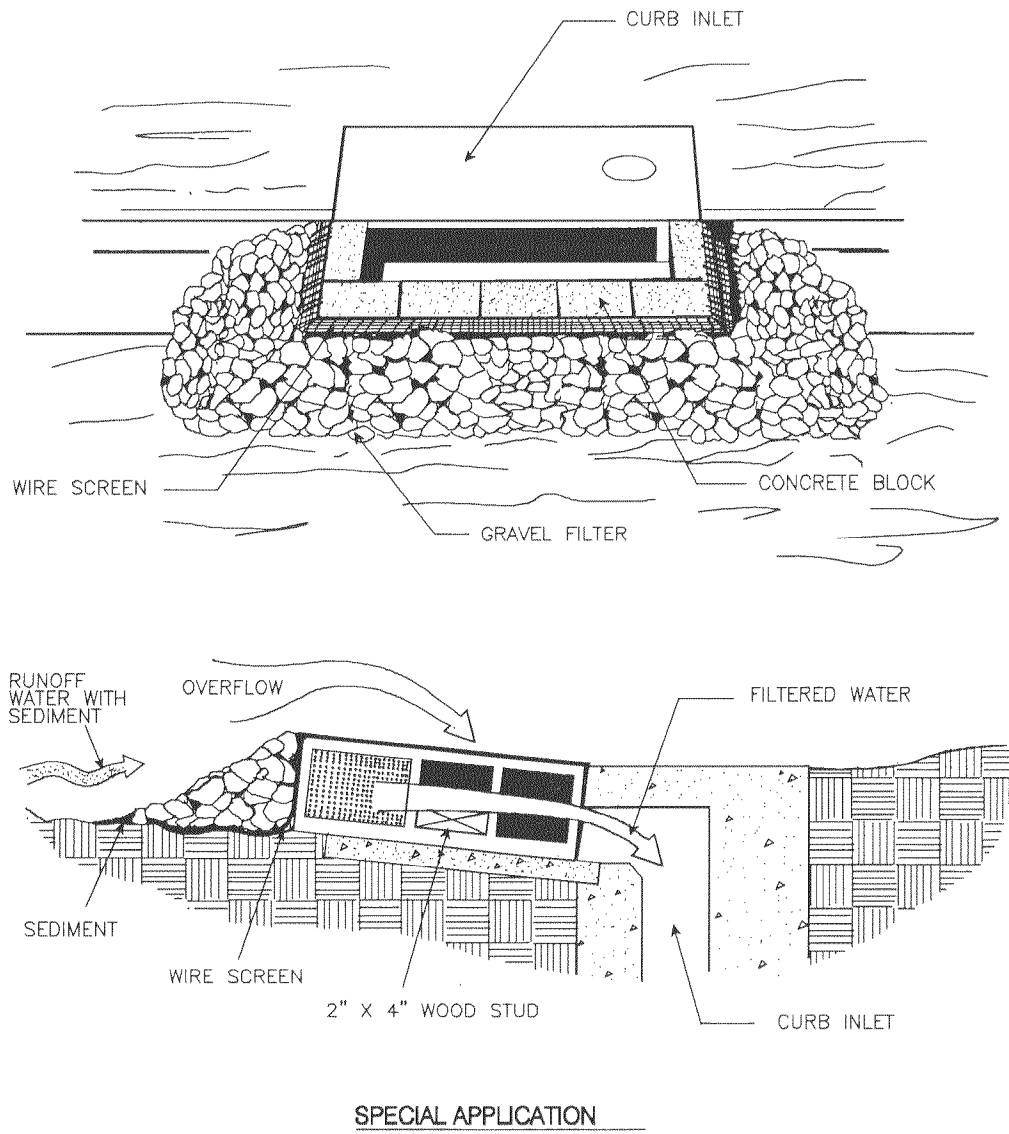 CURB INLET
WIRE SCREEN
CONCRETE BLOCK
GRAVEL FILTER
RUNOFF
WATER WITH
SEDIMENT
OVERFLOW
FILTERED WATER
SEDIMENT
WIRE SCREEN
2" X 4" WOOD STUD
CURB INLET
SPECIAL APPLICATION